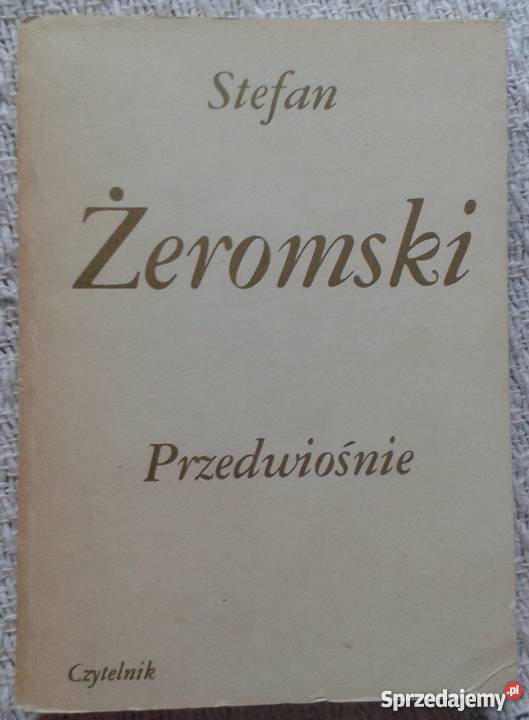 Stefan
Żeromski
Przedwiośnie
Czytelnik
Sprzedajemy.pl